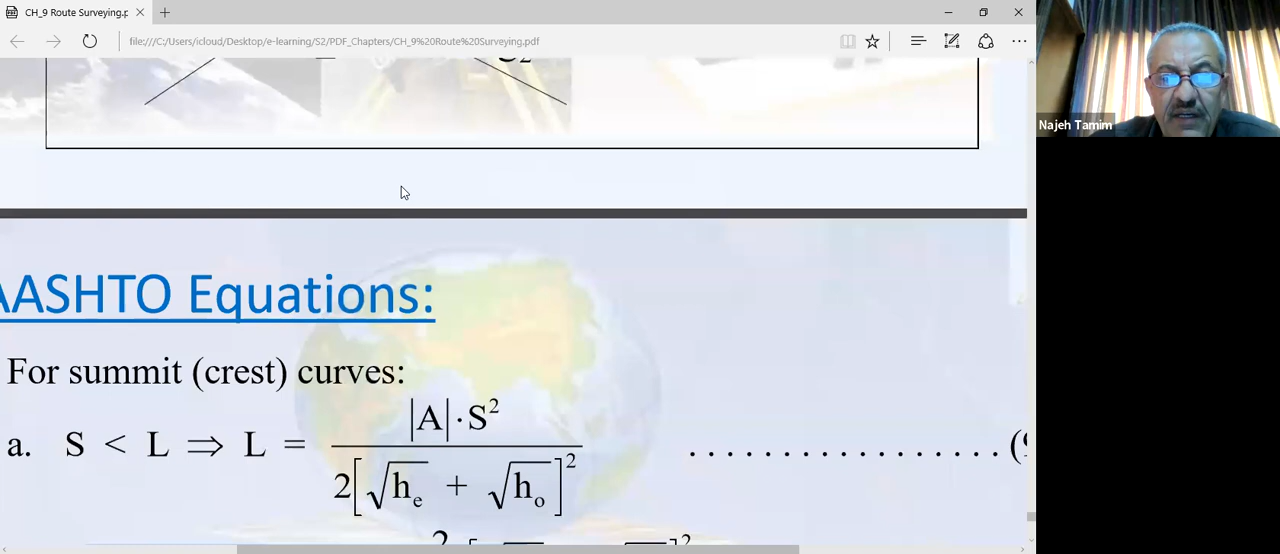 CH_9 Route Surveying.p
file:///C:/Users/icloud/Desktop/e-learning/S2/PDF_Chapters/CH_9%20Route%20Surveying.pdf
Najeh Tamim
AASHTO Equations:
For summit (crest) curves:
a. S < L ⇒ L = |A|·S² / 2[√hₑ + √hₒ]² ....................(9